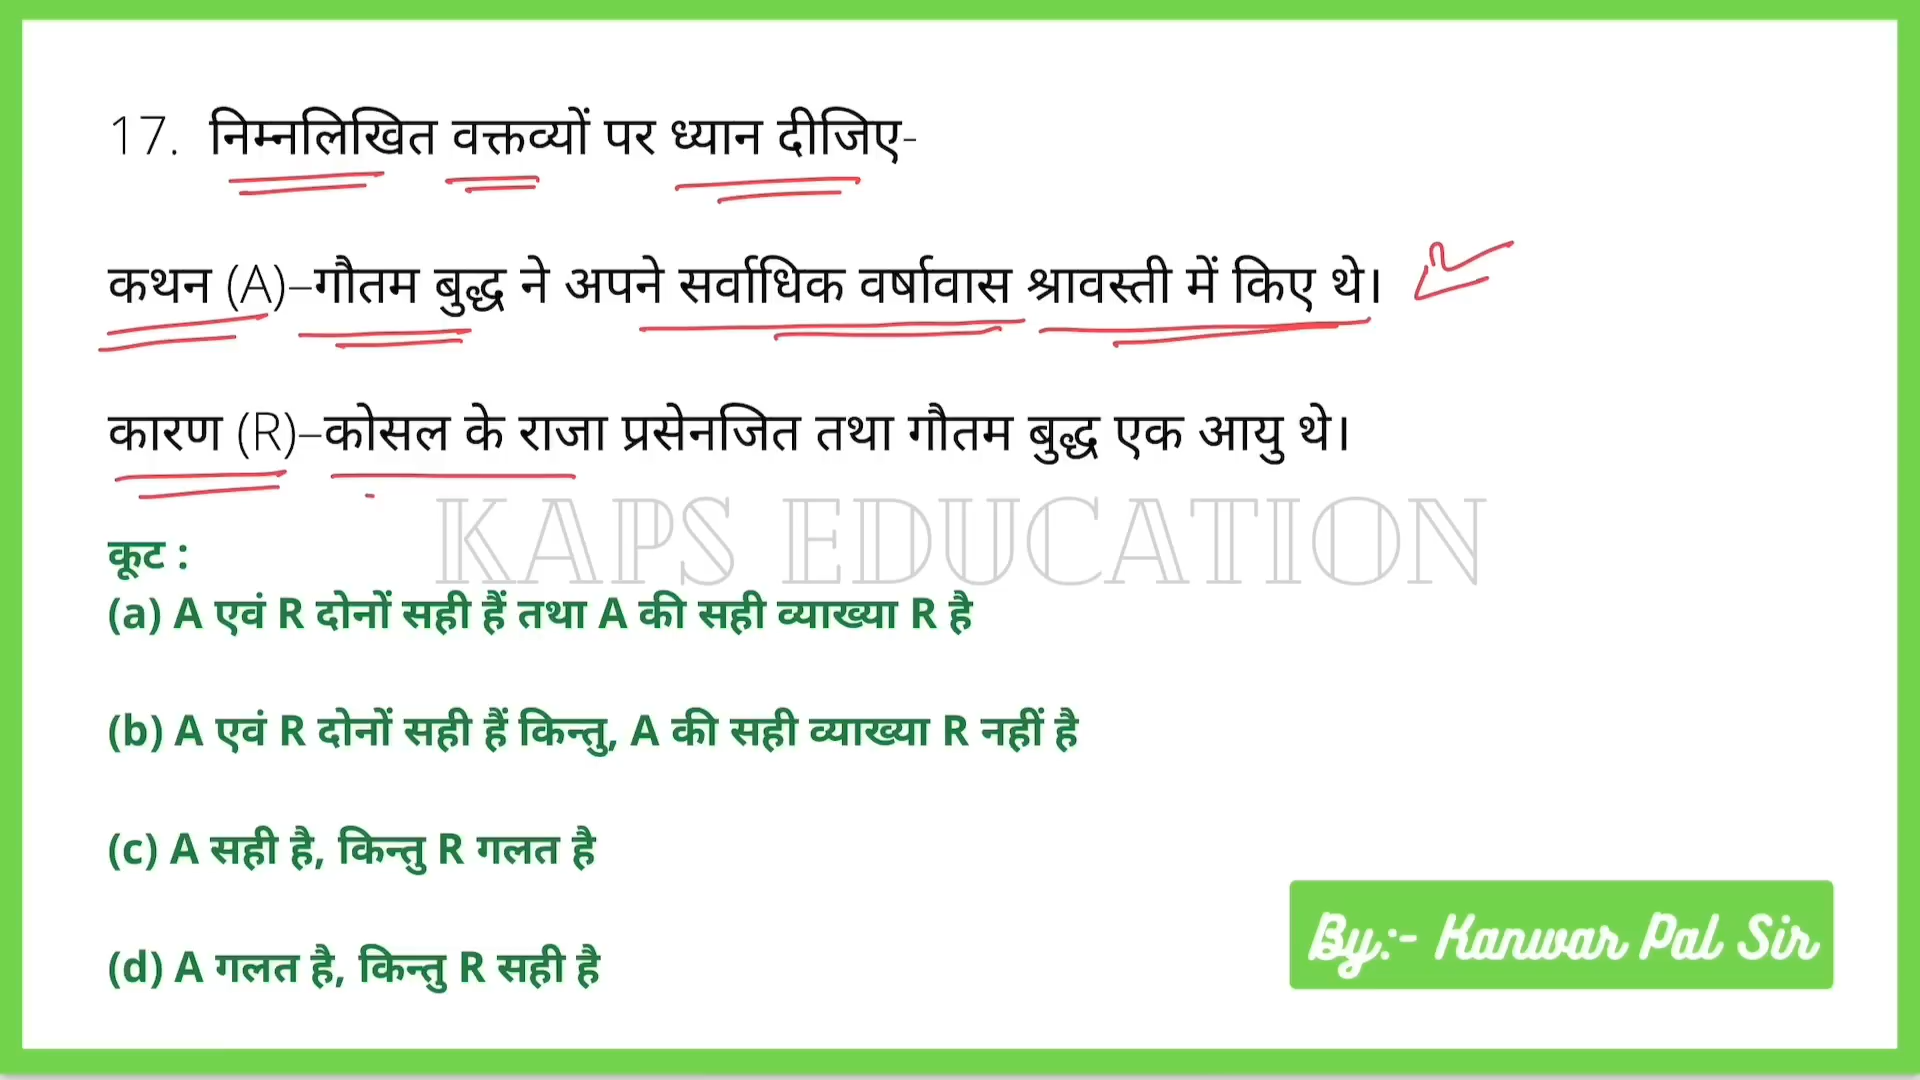 17. निम्नलिखित वक्तव्यों पर ध्यान दीजिए-
कथन (A)–गौतम बुद्ध ने अपने सर्वाधिक वर्षावास श्रावस्ती में किए थे।
कारण (R)–कोसल के राजा प्रसेनजित तथा गौतम बुद्ध एक आयु थे।
KAPS EDUCATION
कूट :
(a) A एवं R दोनों सही हैं तथा A की सही व्याख्या R है
(b) A एवं R दोनों सही हैं किन्तु, A की सही व्याख्या R नहीं है
(c) A सही है, किन्तु R गलत है
(d) A गलत है, किन्तु R सही है
By:- Kanwar Pal Sir